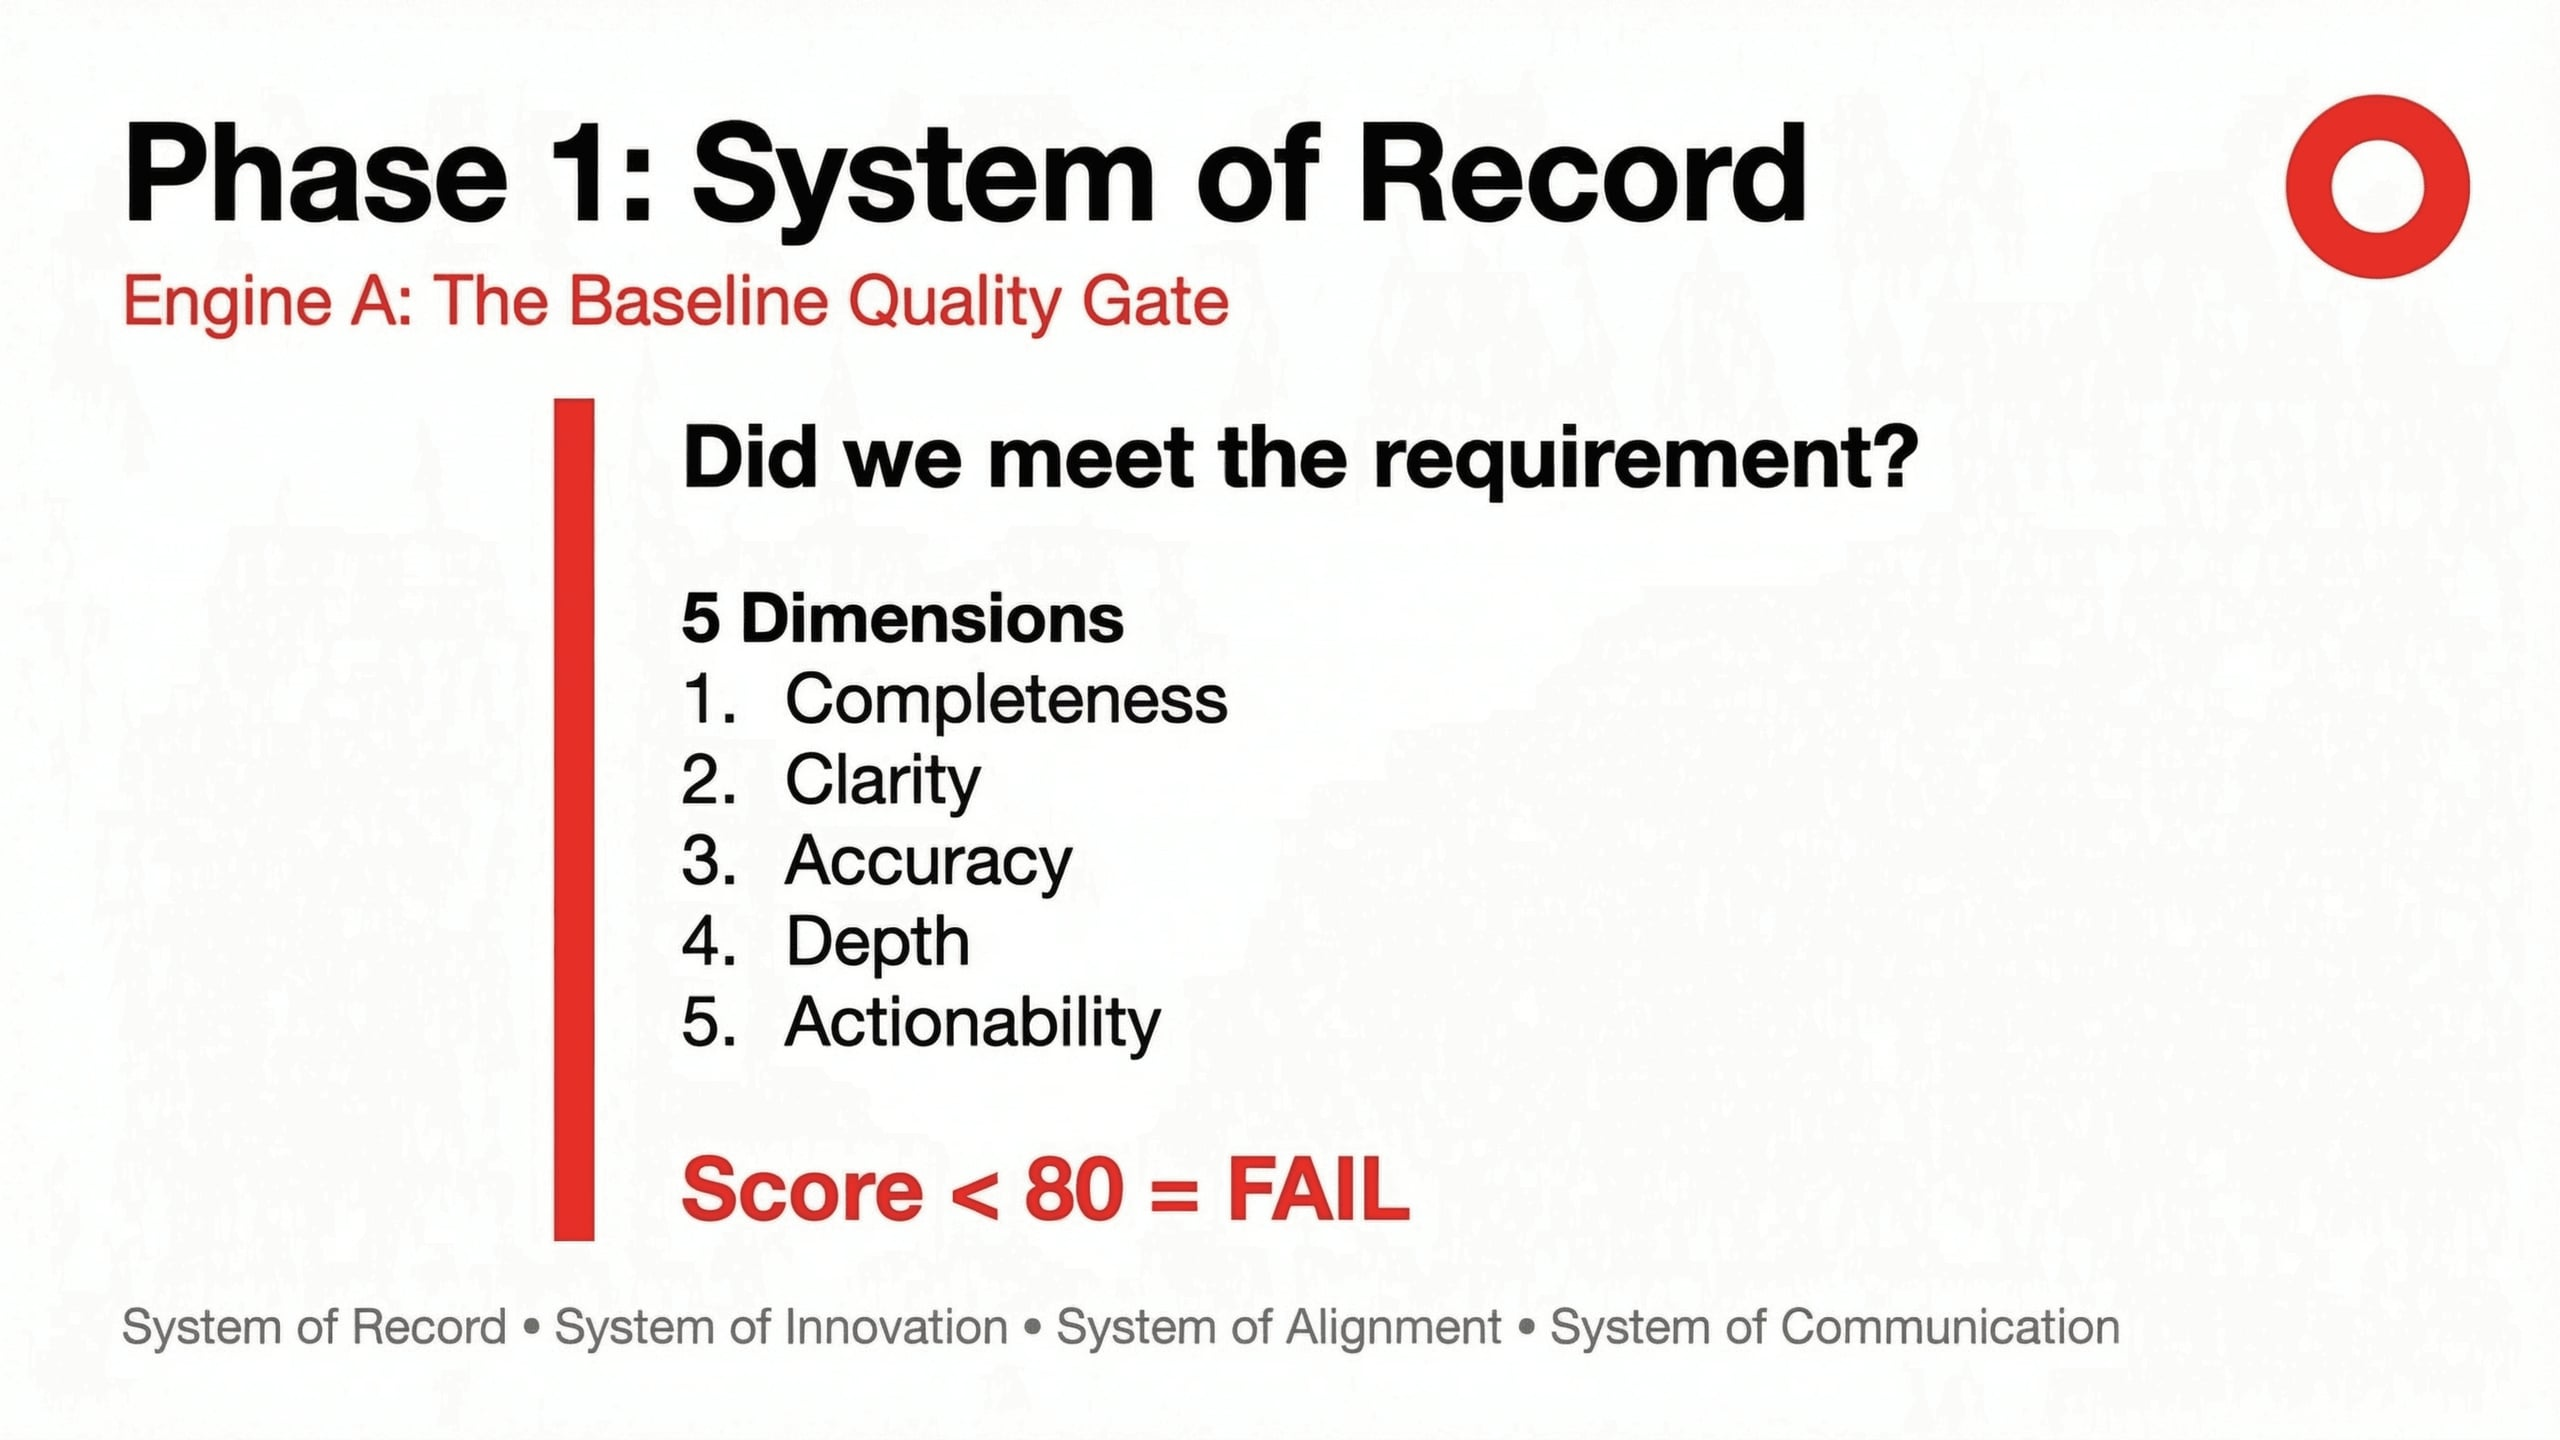 Phase 1: System of Record
Engine A: The Baseline Quality Gate
Did we meet the requirement?
5 Dimensions
1. Completeness
2. Clarity
3. Accuracy
4. Depth
5. Actionability
Score < 80 = FAIL
System of Record • System of Innovation • System of Alignment • System of Communication